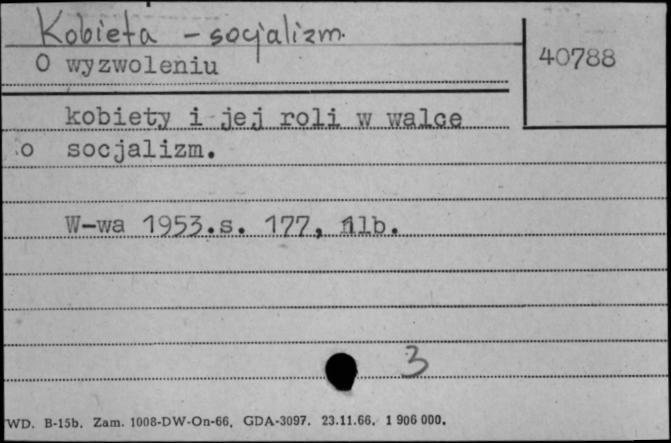 Kobieta - socjalizm.
O wyzwoleniu
40788
kobiety i jej roli w walce
o socjalizm.
W-wa 1953.s. 177, nlb.
3
WD. B-15b. Zam. 1008-DW-On-66. GDA-3097. 23.11.66. 1 906 000.